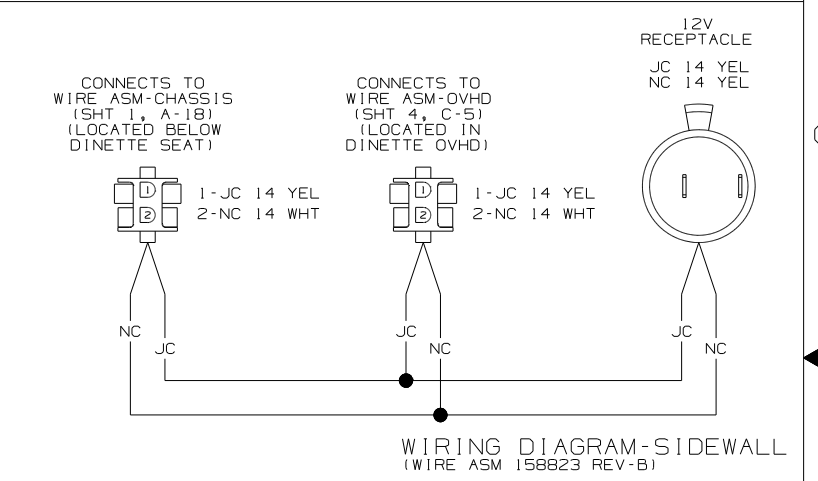 12V
RECEPTACLE
JC 14 YEL
NC 14 YEL
CONNECTS TO
WIRE ASM-CHASSIS
(SHT 1, A-18)
(LOCATED BELOW
DINETTE SEAT)
CONNECTS TO
WIRE ASM-OVHD
(SHT 4, C-5)
(LOCATED IN
DINETTE OVHD)
1
2
1-JC 14 YEL
2-NC 14 WHT
1
2
1-JC 14 YEL
2-NC 14 WHT
NC
JC
JC
NC
JC
NC
WIRING DIAGRAM-SIDEWALL
(WIRE ASM 158823 REV-B)